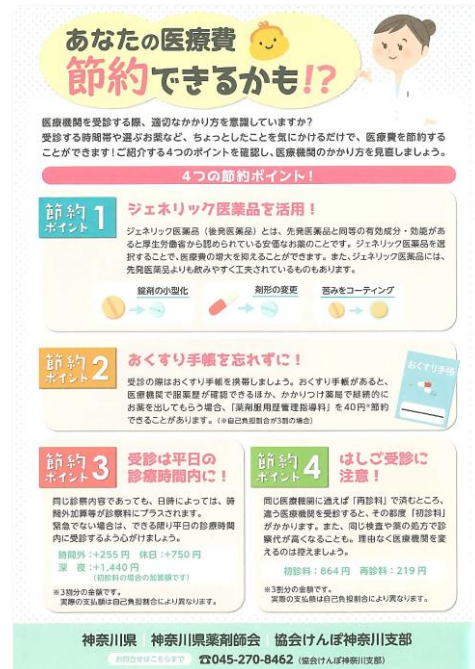 あなたの医療費
節約できるかも!?
医療機関を受診する際、適切なかかり方を意識していますか?
受診する時間帯や選ぶお薬など、ちょっとしたことを気にかけるだけで、医療費を節約する
ことができます!ご紹介する4つのポイントを確認し、医療機関のかかり方を見直しましょう。
4つの節約ポイント!
節約
ポイント 1
ジェネリック医薬品を活用!
ジェネリック医薬品(後発医薬品)とは、先発医薬品と同等の有効成分・効能があ
ると厚生労働省から認められている安価なお薬のことです。ジェネリック医薬品を選
択することで、医療費の増大を抑えることができます。また、ジェネリック医薬品には、
先発医薬品よりも飲みやすく工夫されているものもあります。
錠剤の小型化
剤形の変更
苦みをコーティング
節約
ポイント 2
おくすり手帳を忘れずに!
受診の際はおくすり手帳を携帯しましょう。おくすり手帳があると、
医療機関で服薬歴が確認できるほか、かかりつけ薬局で継続的に
お薬を出してもらう場合、「薬剤服用歴管理指導料」を40円*節約
できることがあります。(※自己負担割合が3割の場合)
おくすり手帳
節約
ポイント 3
受診は平日の
診療時間内に!
同じ診察内容であっても、日時によっては、時
間外加算等が診察料にプラスされます。
緊急でない場合は、できる限り平日の診療時間
内に受診するよう心がけましょう。
時間外:+255円 休日:+750円
深 夜:+1,440円
(初診料の場合の加算額です)
※3割分の金額です。
実際の支払額は自己負担割合により異なります。
節約
ポイント 4
はしご受診に
注意!
同じ医療機関に通えば「再診料」で済むところ、
違う医療機関を受診すると、その都度「初診料」
がかかります。また、同じ検査や薬の処方で診
察代が高くなることも。理由なく医療機関を変
えるのは控えましょう。
初診料:864円 再診料:219円
※3割分の金額です。
実際の支払額は自己負担割合により異なります。
神奈川県 神奈川県薬剤師会 協会けんぽ神奈川支部
お問合せはこちらまで ☎045-270-8462 (協会けんぽ神奈川支部)